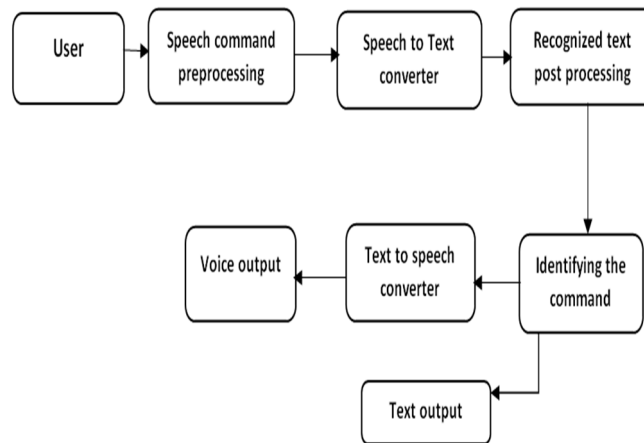 User
Speech command
preprocessing
Speech to Text
converter
Recognized text
post processing
Identifying the
command
Text to speech
converter
Voice output
Text output